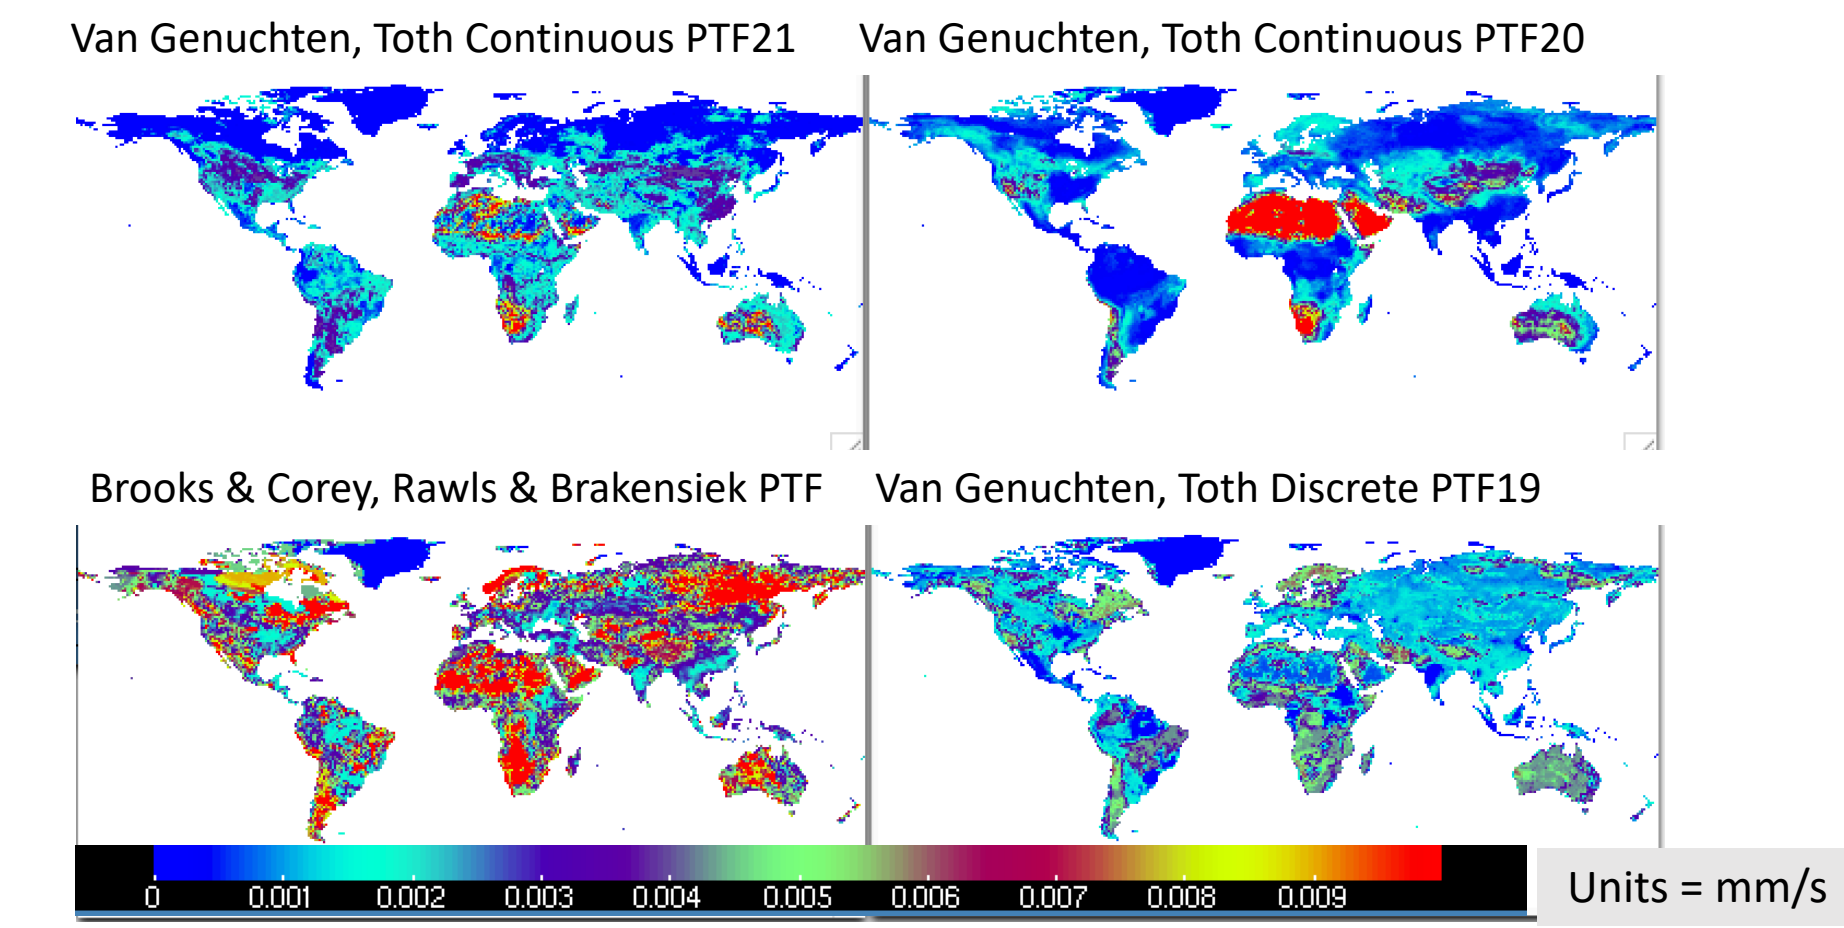 Van Genuchten, Toth Continuous PTF21
Van Genuchten, Toth Continuous PTF20
Brooks & Corey, Rawls & Brakensiek PTF
Van Genuchten, Toth Discrete PTF19
0 0.001 0.002 0.003 0.004 0.005 0.006 0.007 0.008 0.009
Units = mm/s